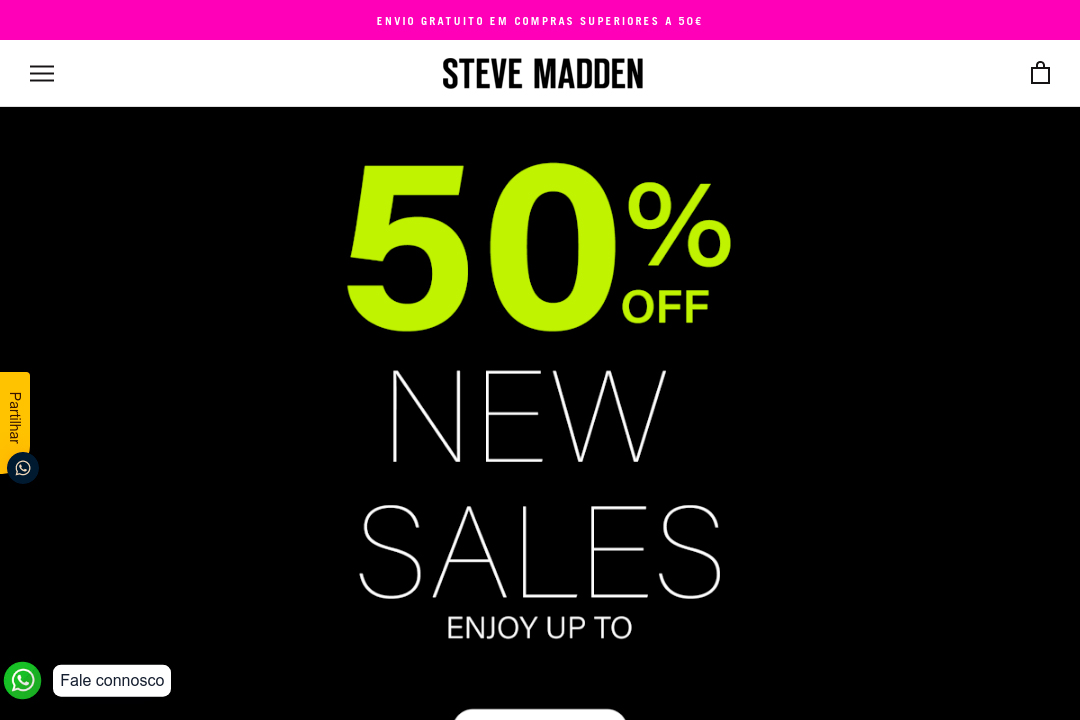 ENVIO GRATUITO EM COMPRAS SUPERIORES A 50€
STEVE MADDEN
50%
OFF
NEW
SALES
ENJOY UP TO
Partilhar
Fale connosco